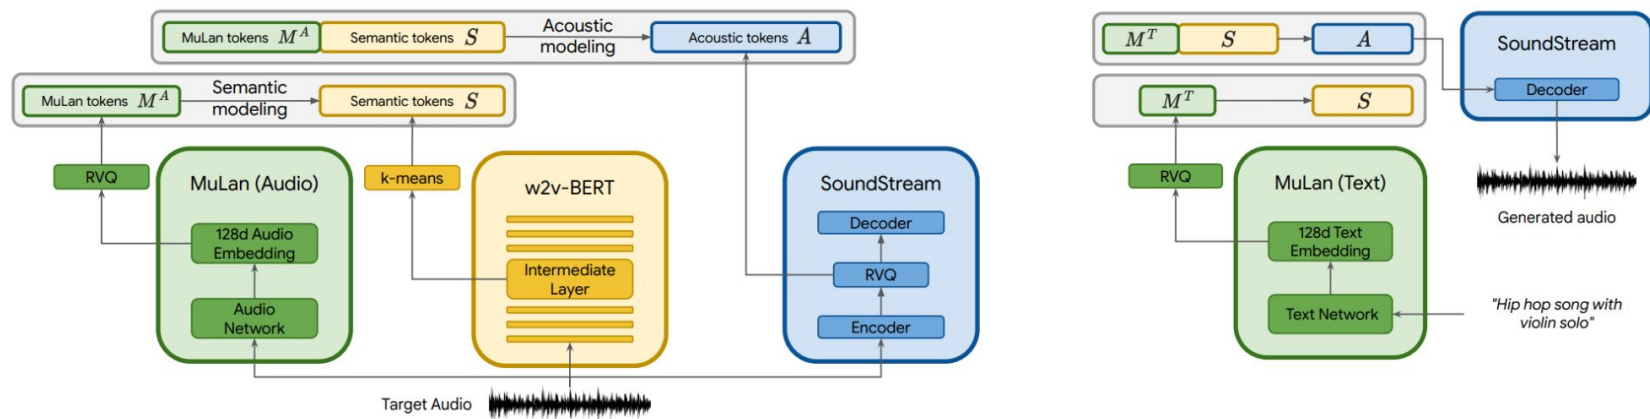 MuLan tokens M^A
Semantic tokens S
Acoustic
modeling
Acoustic tokens A
MuLan tokens M^A
Semantic
modeling
Semantic tokens S
RVQ
MuLan (Audio)
128d Audio
Embedding
Audio
Network
k-means
w2v-BERT
Intermediate
Layer
SoundStream
Decoder
RVQ
Encoder
Target Audio
M^T
S
A
M^T
S
SoundStream
Decoder
Generated audio
RVQ
MuLan (Text)
128d Text
Embedding
Text Network
"Hip hop song with
violin solo"